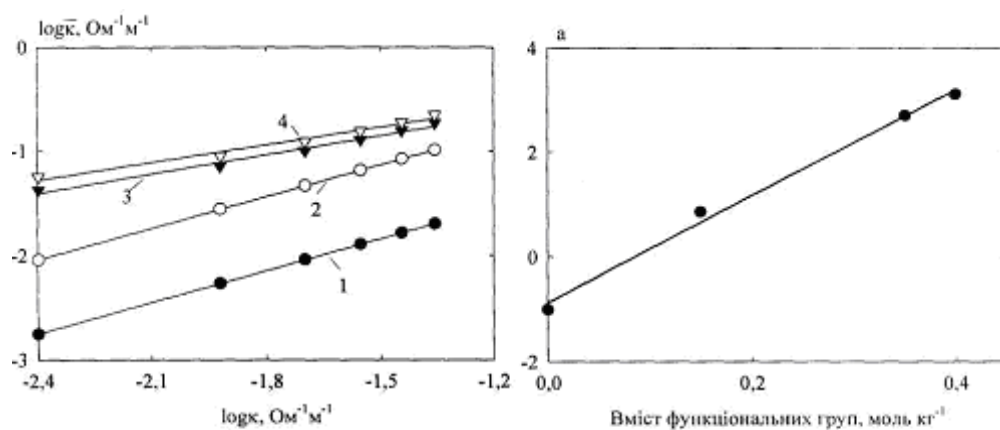 logκ̅, Ом⁻¹м⁻¹
0
-1
-2
-3
4
3
2
1
-2,4 -2,1 -1,8 -1,5 -1,2
logκ, Ом⁻¹м⁻¹
a
4
2
0
-2
0,0 0,2 0,4
Вміст функціональних груп, моль кг⁻¹